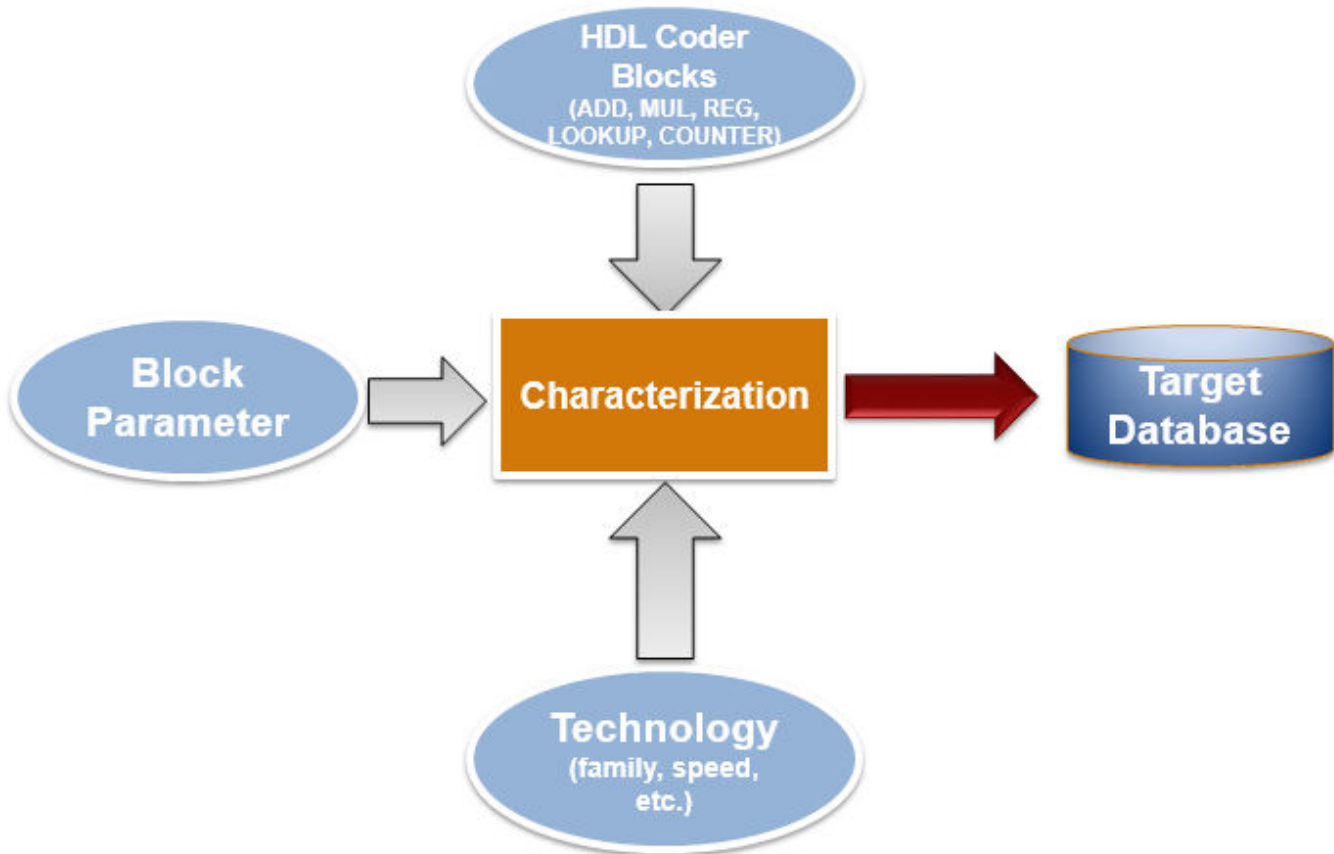 HDL Coder
Blocks
(ADD, MUL, REG,
LOOKUP, COUNTER)
Block
Parameter
Characterization
Target
Database
Technology
(family, speed,
etc.)